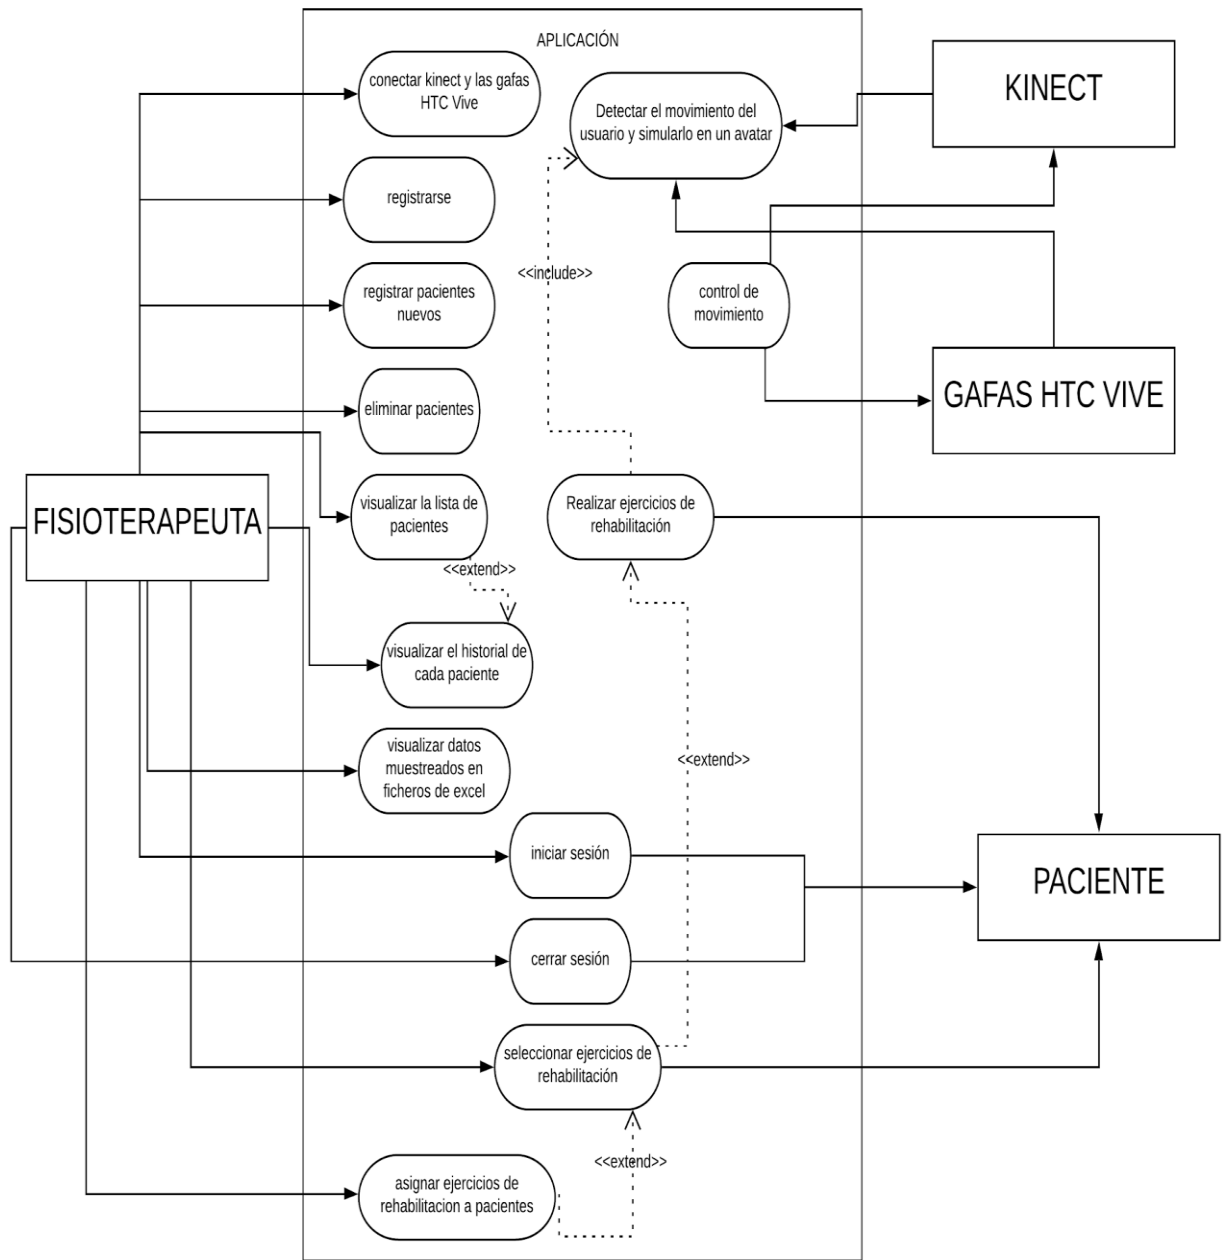 APLICACIÓN
conectar kinect y las gafas
HTC Vive
Detectar el movimiento del
usuario y simularlo en un avatar
KINECT
registrarse
<<include>>
registrar pacientes
nuevos
control de
movimiento
GAFAS HTC VIVE
eliminar pacientes
FISIOTERAPEUTA
visualizar la lista de
pacientes
Realizar ejercicios de
rehabilitación
<<extend>>
visualizar el historial de
cada paciente
visualizar datos
muestreados en
ficheros de excel
<<extend>>
iniciar sesión
PACIENTE
cerrar sesión
seleccionar ejercicios de
rehabilitación
<<extend>>
asignar ejercicios de
rehabilitacion a pacientes